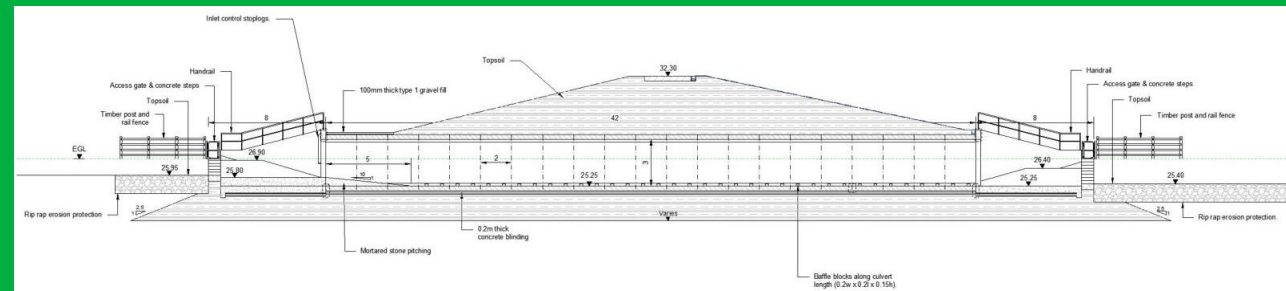 Inlet control stoplogs.
Handrail
Access gate & concrete steps
Topsoil
Timber post and
rail fence
EGL
25.95
25.80
26.90
8
100mm thick type 1 gravel fill
Topsoil
32.30
42
5
2
3
10
1
25.25
Varies
2.5
1
Rip rap erosion protection
Mortared stone pitching
0.2m thick
concrete blinding
Baffle blocks along culvert
length (0.2w x 0.2l x 0.15h).
8
Handrail
Access gate & concrete steps
Topsoil
Timber post and rail fence
26.40
25.25
25.40
2.5
1
Rip rap erosion protection.